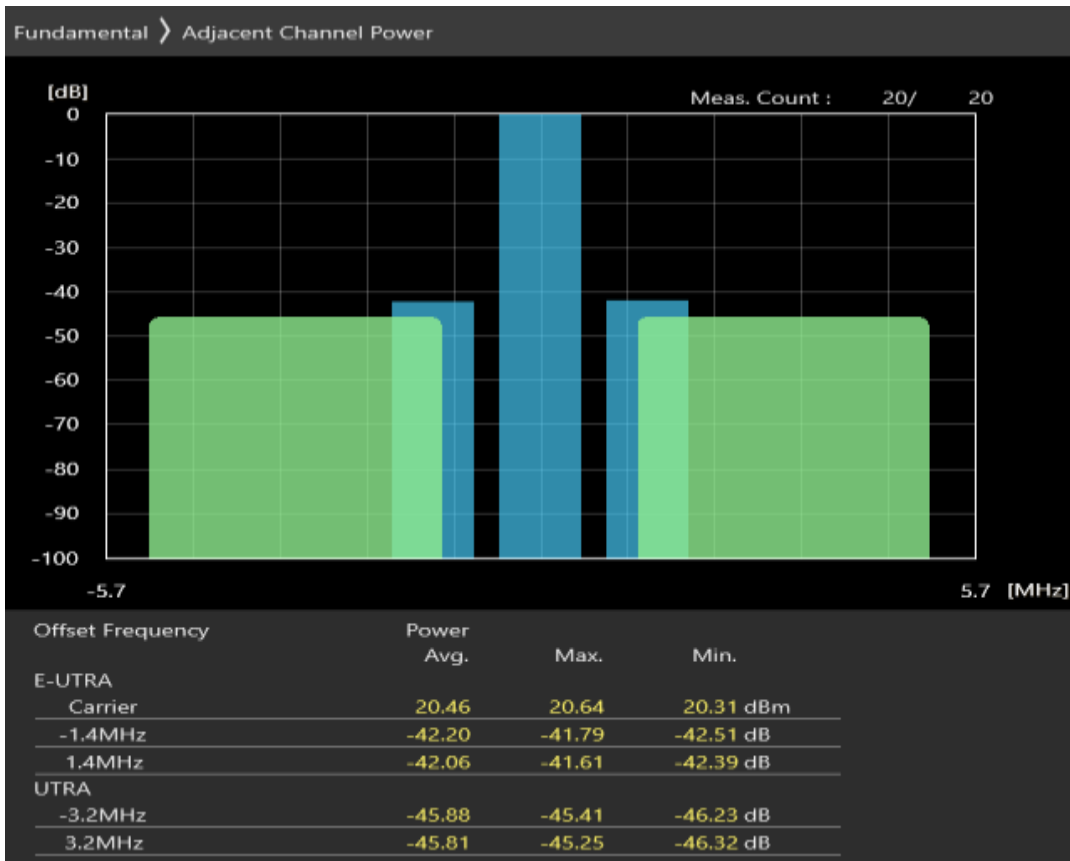 Fundamental 〉 Adjacent Channel Power
[dB]
Meas. Count : 20/ 20
0
-10
-20
-30
-40
-50
-60
-70
-80
-90
-100
-5.7 5.7 [MHz]
Offset Frequency Power
Avg. Max. Min.
E-UTRA
Carrier 20.46 20.64 20.31 dBm
-1.4MHz -42.20 -41.79 -42.51 dB
1.4MHz -42.06 -41.61 -42.39 dB
UTRA
-3.2MHz -45.88 -45.41 -46.23 dB
3.2MHz -45.81 -45.25 -46.32 dB